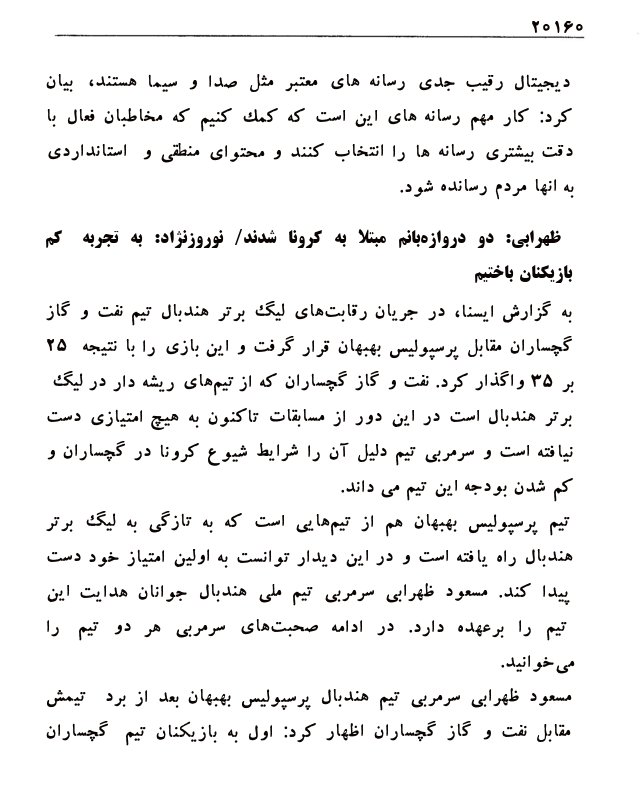 ۲۰۱۶۰
دیجیتال رقیب جدی رسانه های معتبر مثل صدا و سیما هستند، بیان
کرد: کار مهم رسانه های این است که کمك کنیم که مخاطبان فعال با
دقت بیشتری رسانه ها را انتخاب کنند و محتوای منطقی و استانداردی
به انها مردم رسانده شود.
ظهرابی: دو دروازه‌بانم مبتلا به کرونا شدند/ نوروزنژاد: به تجربه کم
بازیکنان باختیم
به گزارش ایسنا، در جریان رقابت‌های لیگ برتر هندبال تیم نفت و گاز
گچساران مقابل پرسپولیس بهبهان قرار گرفت و این بازی را با نتیجه ۲۵
بر ۳۵ واگذار کرد. نفت و گاز گچساران که از تیم‌های ریشه دار در لیگ
برتر هندبال است در این دور از مسابقات تاکنون به هیچ امتیازی دست
نیافته است و سرمربی تیم دلیل آن را شرایط شیوع کرونا در گچساران و
کم شدن بودجه این تیم می داند.
تیم پرسپولیس بهبهان هم از تیم‌هایی است که به تازگی به لیگ برتر
هندبال راه یافته است و در این دیدار توانست به اولین امتیاز خود دست
پیدا کند. مسعود ظهرابی سرمربی تیم ملی هندبال جوانان هدایت این
تیم را برعهده دارد. در ادامه صحبت‌های سرمربی هر دو تیم را
می‌خوانید.
مسعود ظهرابی سرمربی تیم هندبال پرسپولیس بهبهان بعد از برد تیمش
مقابل نفت و گاز گچساران اظهار کرد: اول به بازیکنان تیم گچساران